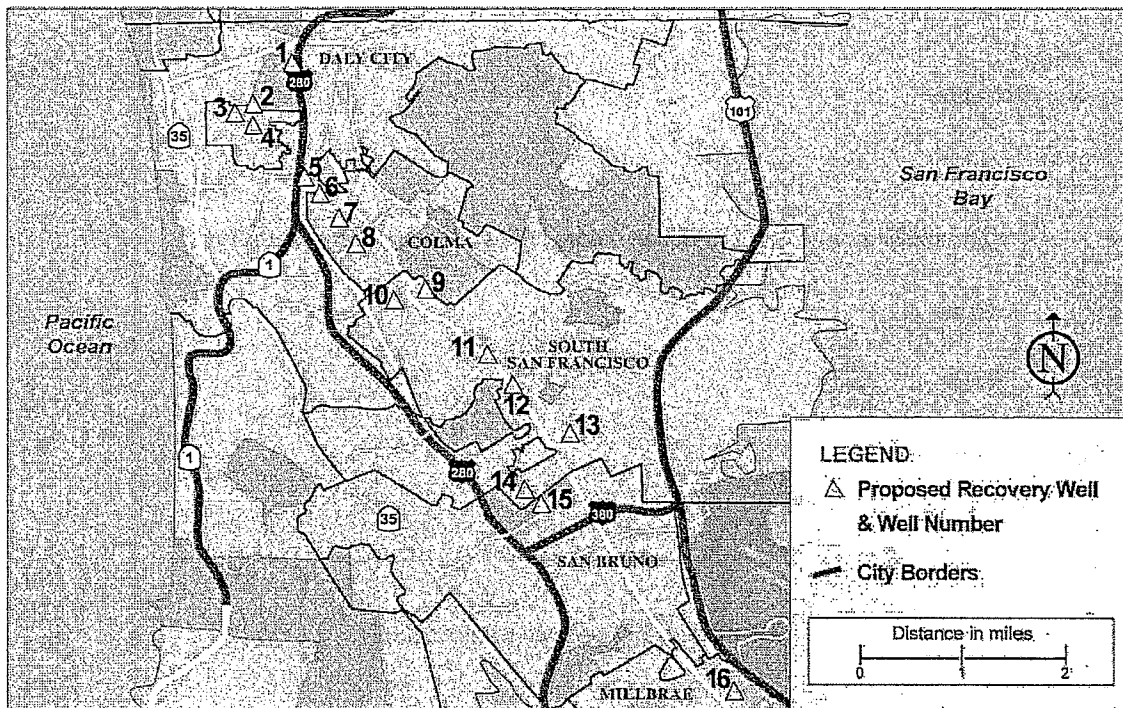 1
DALY CITY
280
2
3
4
35
101
San Francisco
Bay
5
6
7
8
COLMA
1
9
10
Pacific
Ocean
11
SOUTH
SAN FRANCISCO
12
N
13
1
280
14
15
380
35
SAN BRUNO
MILLBRAE
16
LEGEND
Proposed Recovery Well
& Well Number
City Borders
Distance in miles
0
1
2